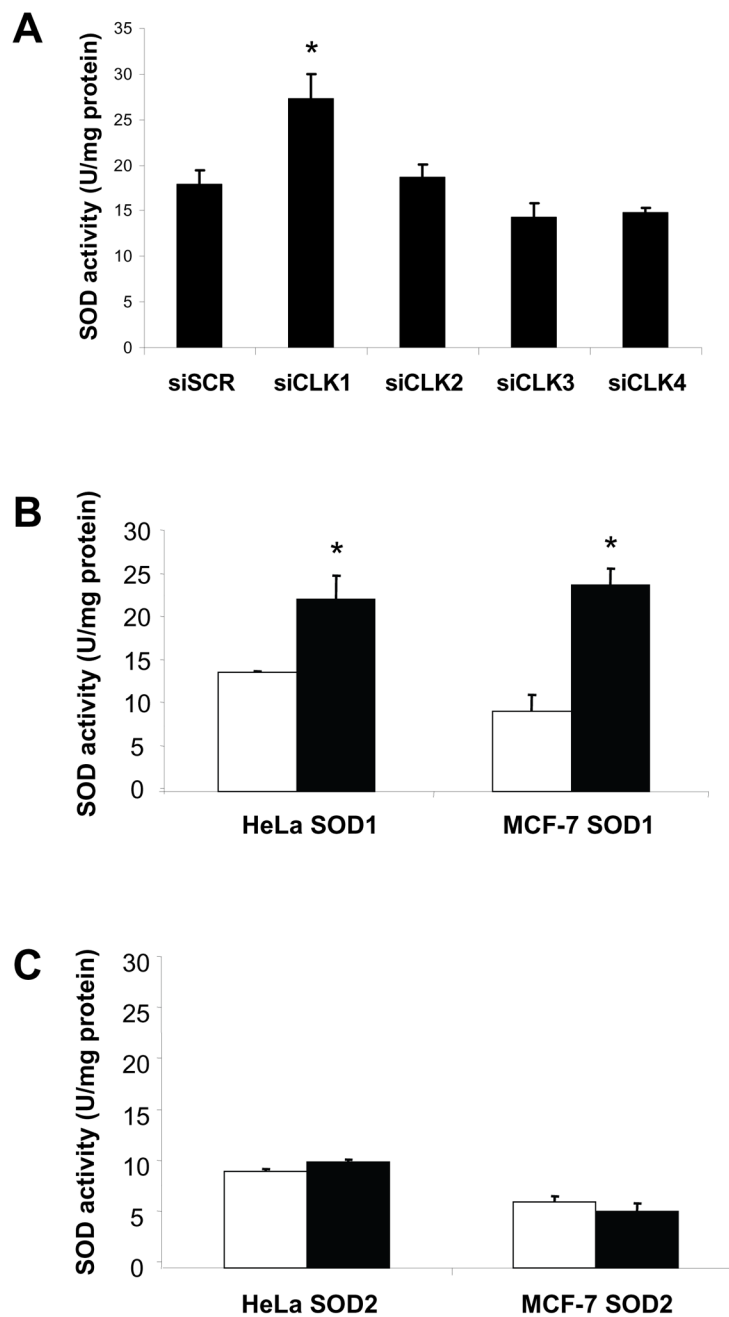 A
SOD activity (U/mg protein)
35
30
25
20
15
10
5
0
*
siSCR siCLK1 siCLK2 siCLK3 siCLK4
B
SOD activity (U/mg protein)
30
25
20
15
10
5
0
* *
HeLa SOD1 MCF-7 SOD1
C
SOD activity (U/mg protein)
30
25
20
15
10
5
0
HeLa SOD2 MCF-7 SOD2